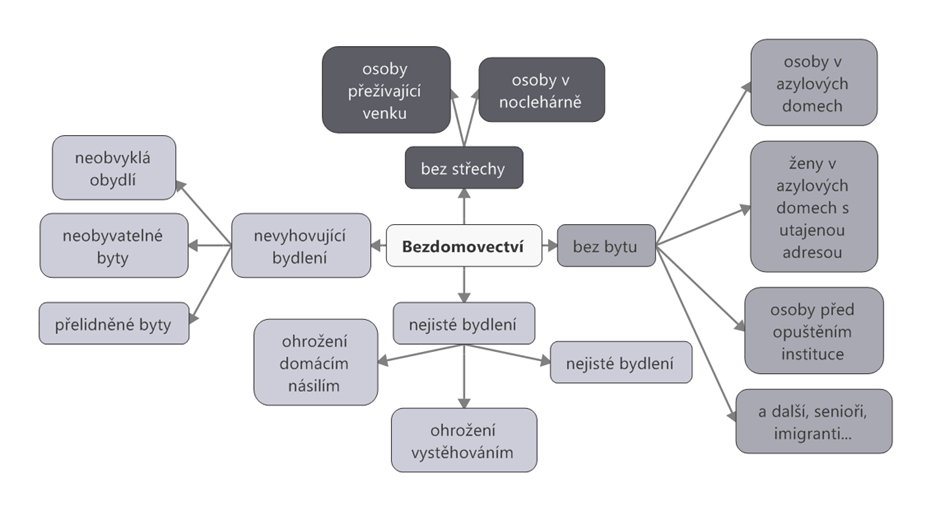 osoby
přežívající
venku
osoby v
noclehárně
bez střechy
neobvyklá
obydlí
neobyvatelné
byty
přelidněné byty
nevyhovující
bydlení
Bezdomovectví
bez bytu
osoby v
azylových
domech
ženy v
azylových
domech s
utajenou
adresou
osoby před
opuštěním
instituce
a další, senioři,
imigranti...
nejisté bydlení
ohrožení
domácím
násilím
ohrožení
vystěhováním
nejisté bydlení